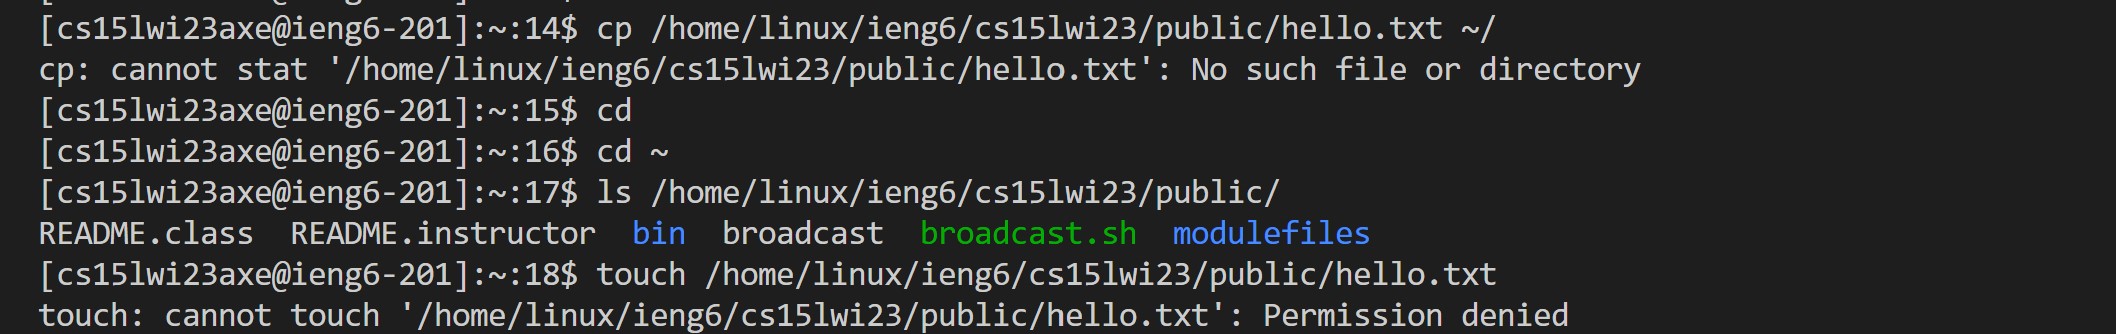 [cs15lwi23axe@ieng6-201]:~:14$ cp /home/linux/ieng6/cs15lwi23/public/hello.txt ~/
cp: cannot stat '/home/linux/ieng6/cs15lwi23/public/hello.txt': No such file or directory
[cs15lwi23axe@ieng6-201]:~:15$ cd
[cs15lwi23axe@ieng6-201]:~:16$ cd ~
[cs15lwi23axe@ieng6-201]:~:17$ ls /home/linux/ieng6/cs15lwi23/public/
README.class  README.instructor  bin  broadcast  broadcast.sh  modulefiles
[cs15lwi23axe@ieng6-201]:~:18$ touch /home/linux/ieng6/cs15lwi23/public/hello.txt
touch: cannot touch '/home/linux/ieng6/cs15lwi23/public/hello.txt': Permission denied